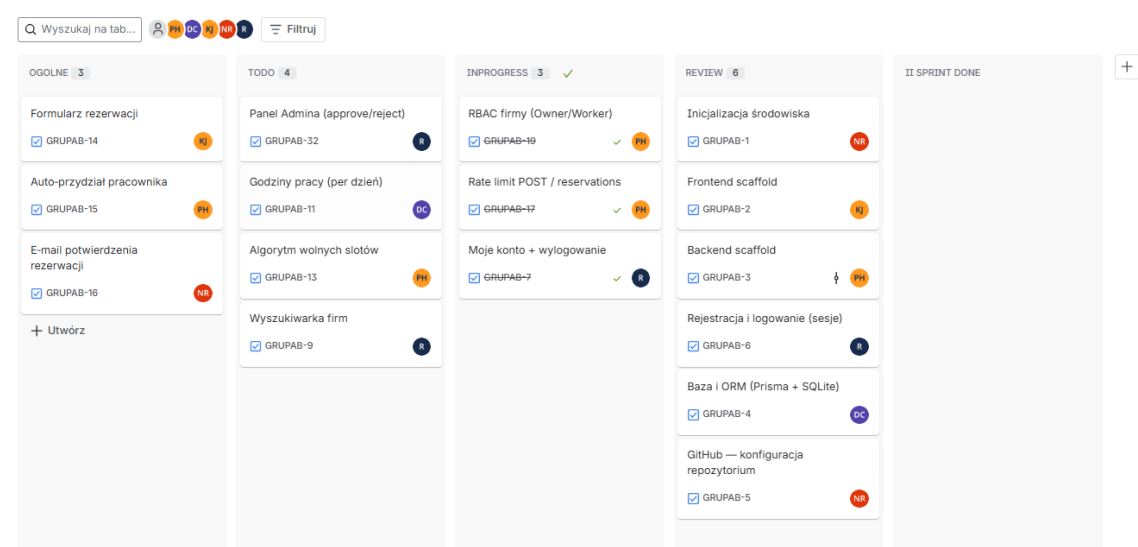 Wyszukaj na tab...
PH DC KJ NR R
Filtruj
OGOLNE 3
Formularz rezerwacji
GRUPAB-14 KJ
Auto-przydział pracownika
GRUPAB-15 PH
E-mail potwierdzenia
rezerwacji
GRUPAB-16 NR
Utwórz
TODO 4
Panel Admina (approve/reject)
GRUPAB-32 R
Godziny pracy (per dzień)
GRUPAB-11 DC
Algorytm wolnych slotów
GRUPAB-13 PH
Wyszukiwarka firm
GRUPAB-9 R
INPROGRESS 3
RBAC firmy (Owner/Worker)
GRUPAB-19 PH
Rate limit POST / reservations
GRUPAB-17 PH
Moje konto + wylogowanie
GRUPAB-7 R
REVIEW 6
Inicjalizacja środowiska
GRUPAB-1 NR
Frontend scaffold
GRUPAB-2 KJ
Backend scaffold
GRUPAB-3 PH
Rejestracja i logowanie (sesje)
GRUPAB-6 R
Baza i ORM (Prisma + SQLite)
GRUPAB-4 DC
GitHub — konfiguracja
repozytorium
GRUPAB-5 NR
II SPRINT DONE